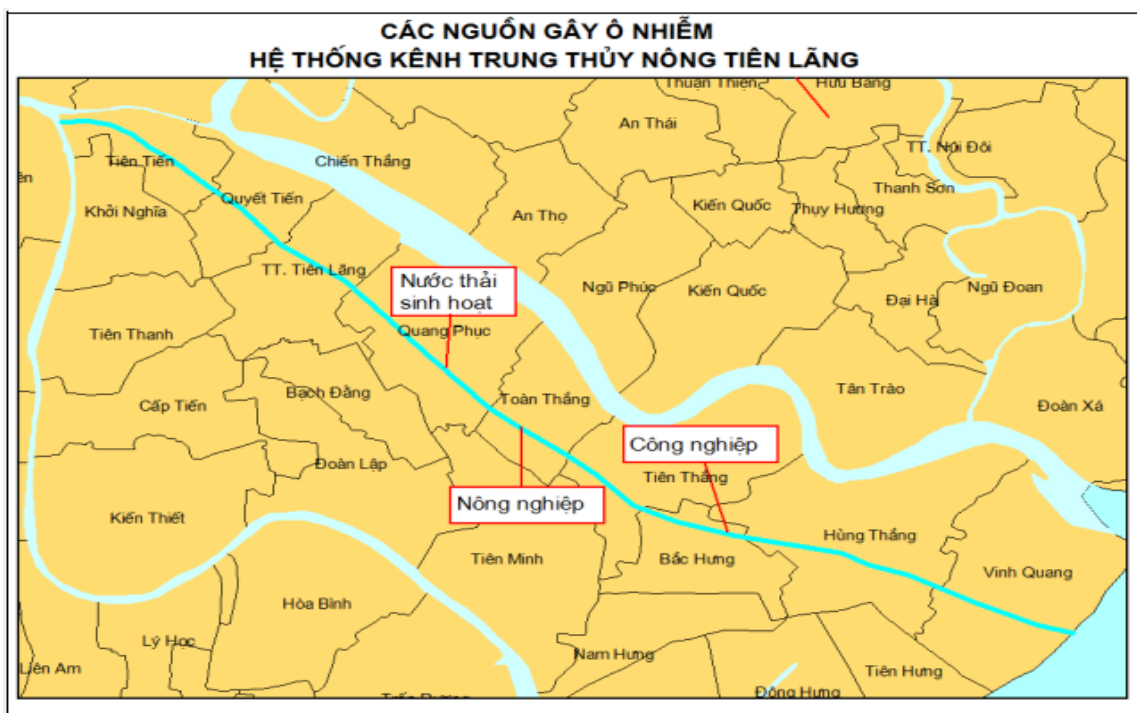 CÁC NGUỒN GÂY Ô NHIỄM
HỆ THỐNG KÊNH TRUNG THỦY NÔNG TIÊN LÃNG
Thuận Thiện
Hữu Bằng
An Thái
TT. Núi Đôi
Tiên Tiến
Chiến Thắng
Thanh Sơn
Quyết Tiến
Khởi Nghĩa
An Thọ
Kiến Quốc
Thụy Hương
TT. Tiên Lãng
Nước thải
sinh hoạt
Ngũ Phúc
Kiến Quốc
Đại Hà
Ngũ Đoan
Tiên Thanh
Quang Phục
Bạch Đằng
Tân Trào
Cấp Tiến
Toàn Thắng
Đoàn Xá
Công nghiệp
Đoàn Lập
Tiên Thắng
Nông nghiệp
Kiến Thiết
Hùng Thắng
Tiên Minh
Bắc Hưng
Vinh Quang
Hòa Bình
Lý Học
Nam Hưng
Liên Am
Tiên Hưng
Đông Hưng